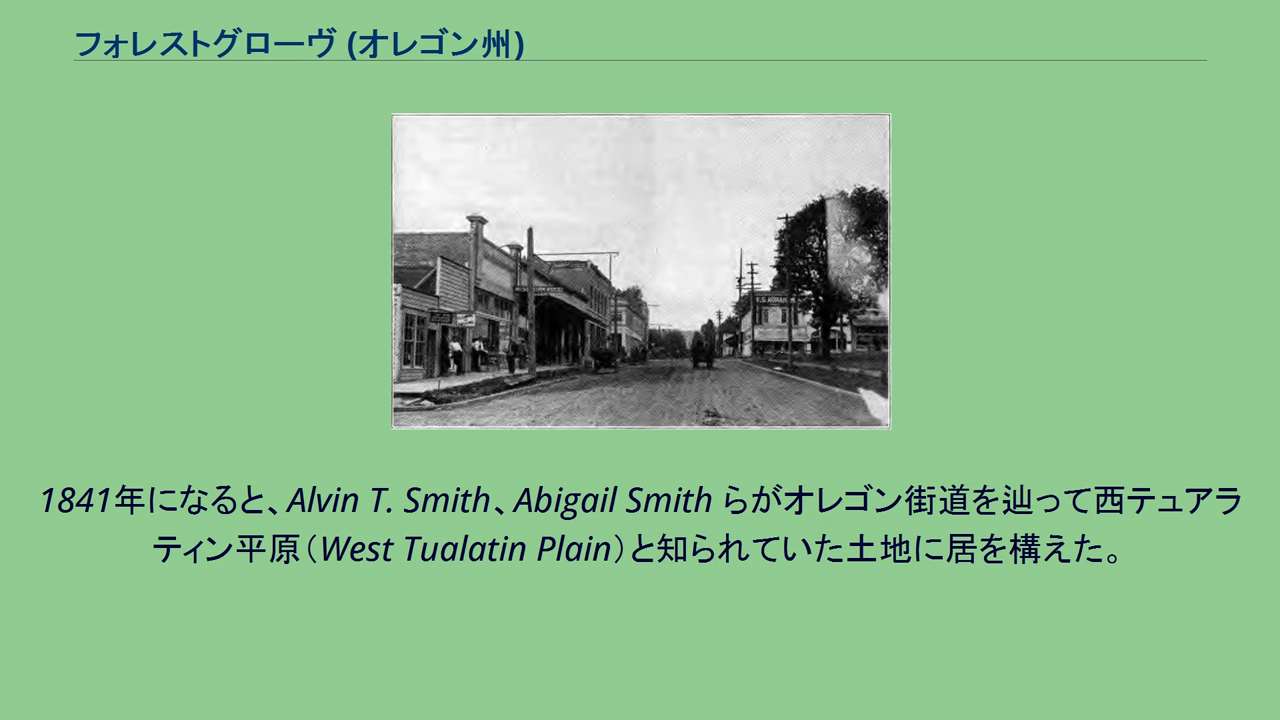 フォレストグローヴ (オレゴン州)
1841年になると、Alvin T. Smith、Abigail Smith らがオレゴン街道を辿って西テュアラ
ティン平原（West Tualatin Plain）と知られていた土地に居を構えた。